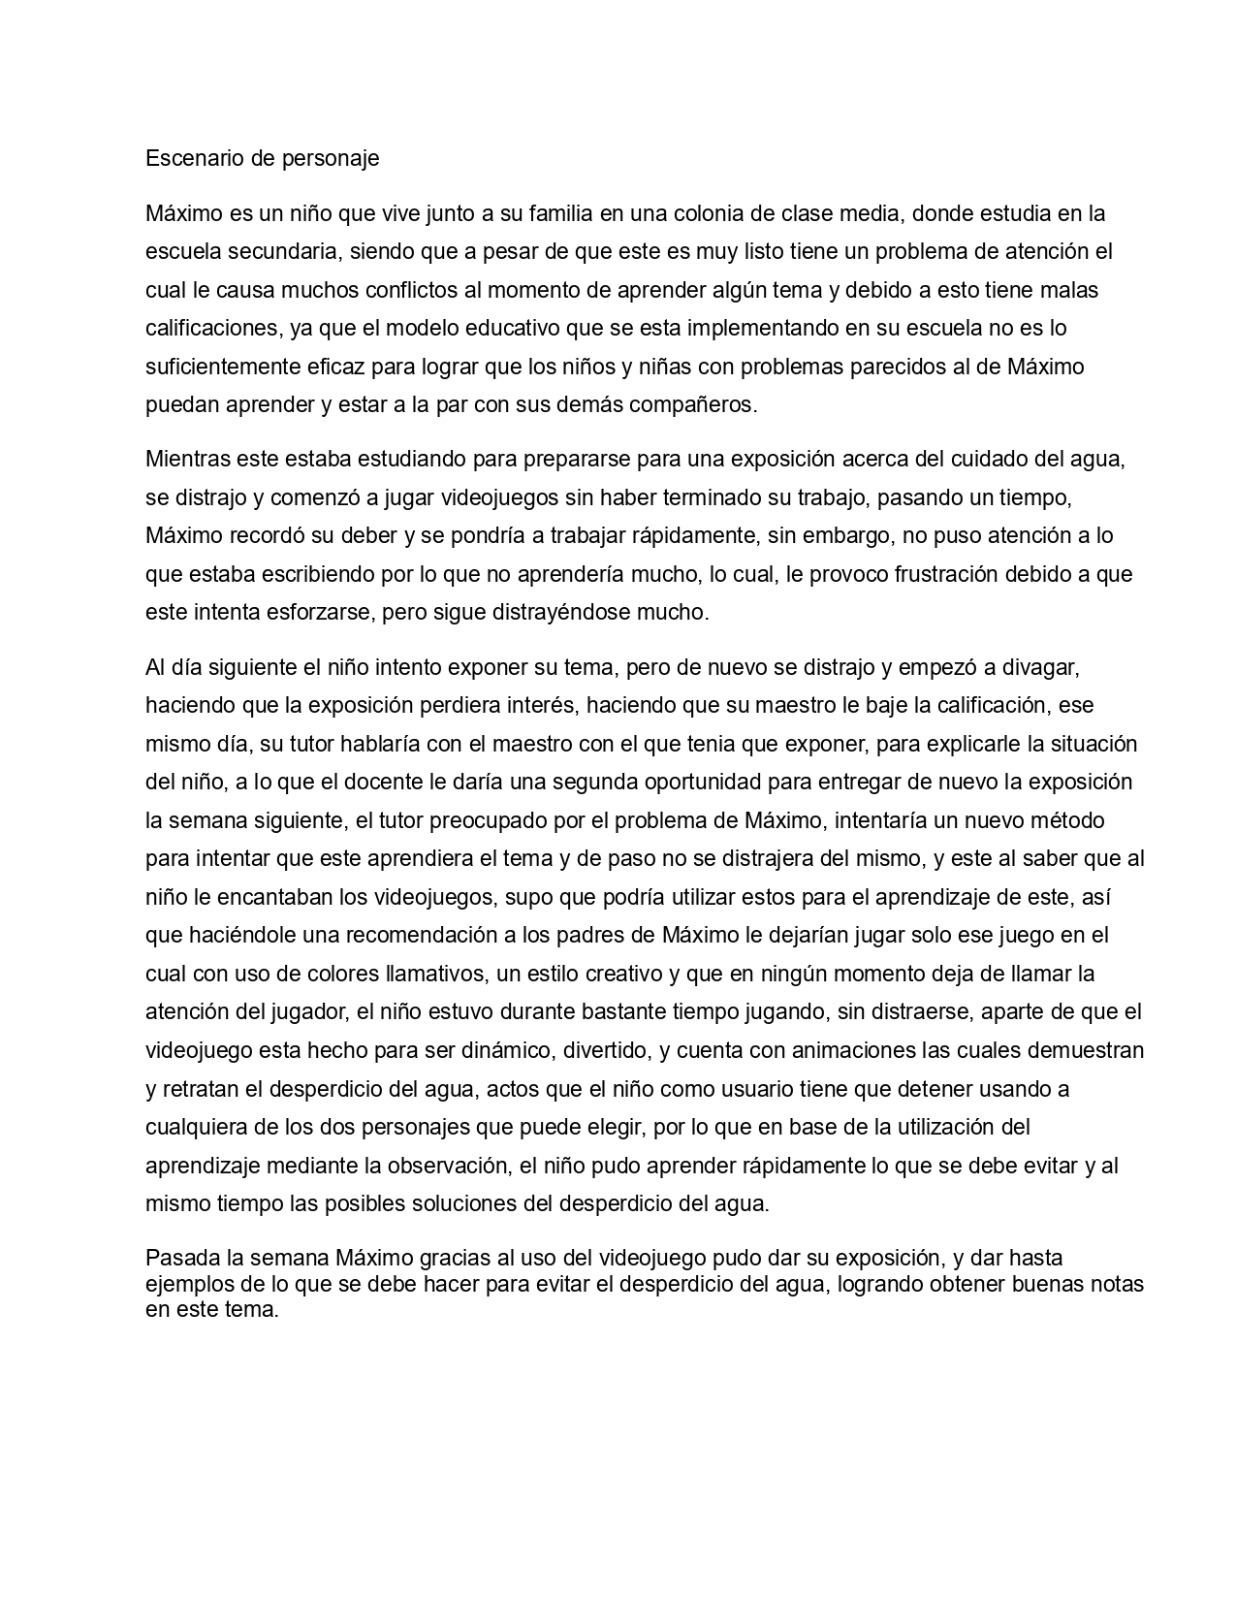 Escenario de personaje
Máximo es un niño que vive junto a su familia en una colonia de clase media, donde estudia en la
escuela secundaria, siendo que a pesar de que este es muy listo tiene un problema de atención el
cual le causa muchos conflictos al momento de aprender algún tema y debido a esto tiene malas
calificaciones, ya que el modelo educativo que se esta implementando en su escuela no es lo
suficientemente eficaz para lograr que los niños y niñas con problemas parecidos al de Máximo
puedan aprender y estar a la par con sus demás compañeros.
Mientras este estaba estudiando para prepararse para una exposición acerca del cuidado del agua,
se distrajo y comenzó a jugar videojuegos sin haber terminado su trabajo, pasando un tiempo,
Máximo recordó su deber y se pondría a trabajar rápidamente, sin embargo, no puso atención a lo
que estaba escribiendo por lo que no aprendería mucho, lo cual, le provoco frustración debido a que
este intenta esforzarse, pero sigue distrayéndose mucho.
Al día siguiente el niño intento exponer su tema, pero de nuevo se distrajo y empezó a divagar,
haciendo que la exposición perdiera interés, haciendo que su maestro le baje la calificación, ese
mismo día, su tutor hablaría con el maestro con el que tenia que exponer, para explicarle la situación
del niño, a lo que el docente le daría una segunda oportunidad para entregar de nuevo la exposición
la semana siguiente, el tutor preocupado por el problema de Máximo, intentaría un nuevo método
para intentar que este aprendiera el tema y de paso no se distrajera del mismo, y este al saber que al
niño le encantaban los videojuegos, supo que podría utilizar estos para el aprendizaje de este, así
que haciéndole una recomendación a los padres de Máximo le dejarían jugar solo ese juego en el
cual con uso de colores llamativos, un estilo creativo y que en ningún momento deja de llamar la
atención del jugador, el niño estuvo durante bastante tiempo jugando, sin distraerse, aparte de que el
videojuego esta hecho para ser dinámico, divertido, y cuenta con animaciones las cuales demuestran
y retratan el desperdicio del agua, actos que el niño como usuario tiene que detener usando a
cualquiera de los dos personajes que puede elegir, por lo que en base de la utilización del
aprendizaje mediante la observación, el niño pudo aprender rápidamente lo que se debe evitar y al
mismo tiempo las posibles soluciones del desperdicio del agua.
Pasada la semana Máximo gracias al uso del videojuego pudo dar su exposición, y dar hasta
ejemplos de lo que se debe hacer para evitar el desperdicio del agua, logrando obtener buenas notas
en este tema.